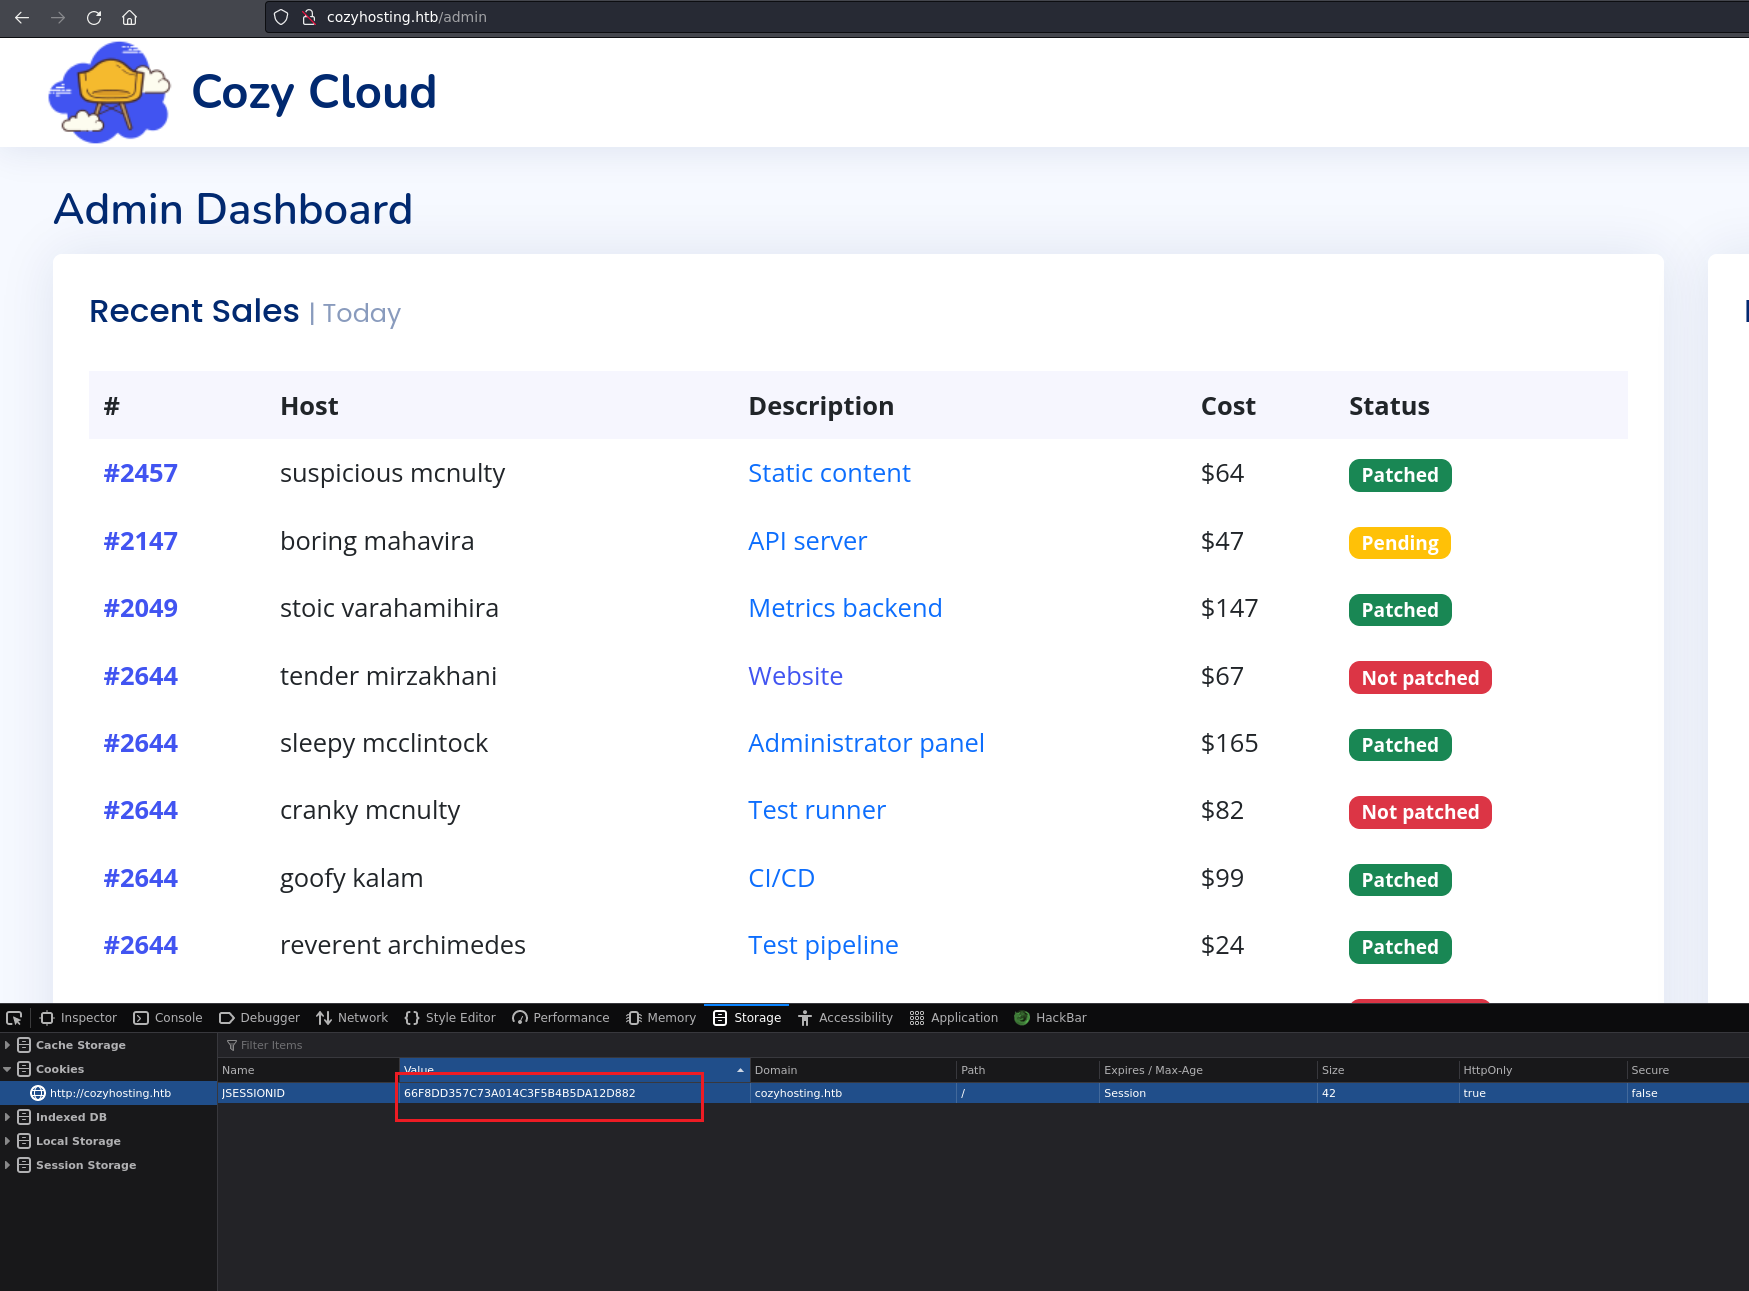 cozyhosting.htb/admin
Cozy Cloud
Admin Dashboard
Recent Sales | Today
# Host Description Cost Status
#2457 suspicious mcnulty Static content $64 Patched
#2147 boring mahavira API server $47 Pending
#2049 stoic varahamihira Metrics backend $147 Patched
#2644 tender mirzakhani Website $67 Not patched
#2644 sleepy mcclintock Administrator panel $165 Patched
#2644 cranky mcnulty Test runner $82 Not patched
#2644 goofy kalam CI/CD $99 Patched
#2644 reverent archimedes Test pipeline $24 Patched
Inspector Console Debugger Network Style Editor Performance Memory Storage Accessibility Application HackBar
Cache Storage
Filter Items
Cookies
Name Value Domain Path Expires / Max-Age Size HttpOnly Secure
http://cozyhosting.htb
JSESSIONID 66F8DD357C73A014C3F5B4B5DA12D882 cozyhosting.htb / Session 42 true false
Indexed DB
Local Storage
Session Storage